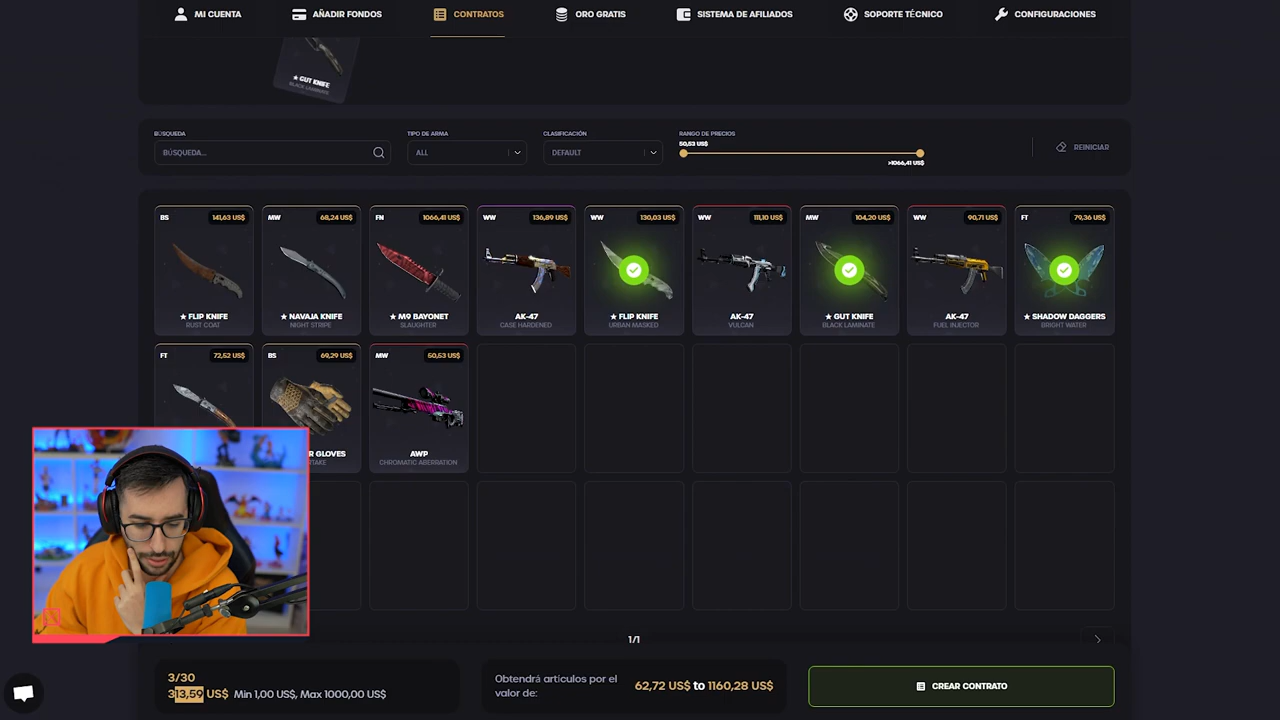 MI CUENTA
AÑADIR FONDOS
CONTRATOS
ORO GRATIS
SISTEMA DE AFILIADOS
SOPORTE TÉCNICO
CONFIGURACIONES
★ GUT KNIFE
BLACK LAMINATE
BÚSQUEDA
BÚSQUEDA...
TIPO DE ARMA
ALL
CLASIFICACIÓN
DEFAULT
RANGO DE PRECIOS
50,53 US$
>1066,41 US$
REINICIAR
BS 141,63 US$
★ FLIP KNIFE
RUST COAT
MW 68,24 US$
★ NAVAJA KNIFE
NIGHT STRIPE
FN 1066,41 US$
★ M9 BAYONET
SLAUGHTER
WW 136,89 US$
AK-47
CASE HARDENED
WW 130,03 US$
★ FLIP KNIFE
URBAN MASKED
WW 111,10 US$
AK-47
VULCAN
MW 104,20 US$
★ GUT KNIFE
BLACK LAMINATE
WW 90,71 US$
AK-47
FUEL INJECTOR
FT 79,36 US$
★ SHADOW DAGGERS
BRIGHT WATER
FT 72,52 US$
BS 69,29 US$
R GLOVES
TAKE
MW 50,53 US$
AWP
CHROMATIC ABERRATION
1/1
3/30
313,59 US$ Min 1,00 US$, Max 1000,00 US$
Obtendrá artículos por el
valor de:
62,72 US$ to 1160,28 US$
CREAR CONTRATO